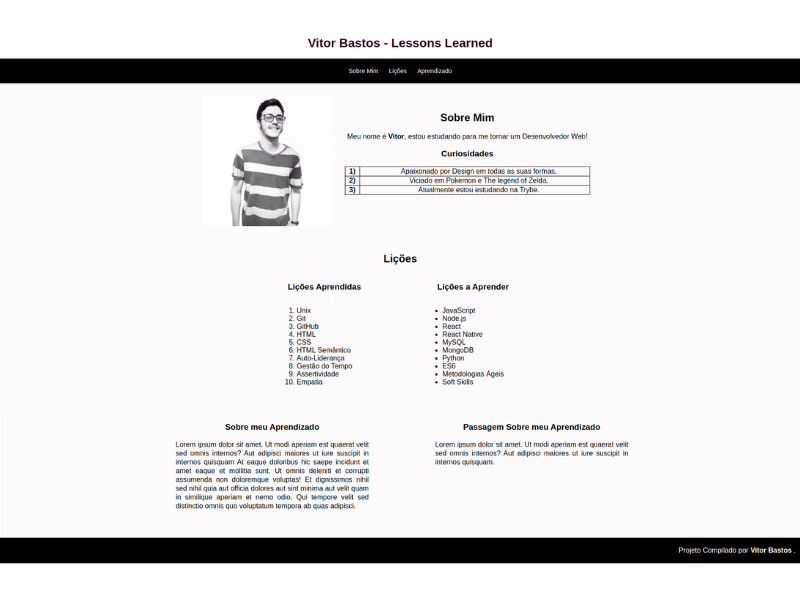 Vitor Bastos - Lessons Learned
Sobre Mim Lições Aprendizado
Sobre Mim
Meu nome é Vitor, estou estudando para me tornar um Desenvolvedor Web!
Curiosidades
1) Apaixonado por Design em todas as suas formas.
2) Viciado em Pokemon e The legend of Zelda.
3) Atualmente estou estudando na Trybe.
Lições
Lições Aprendidas
1. Unix
2. Git
3. GitHub
4. HTML
5. CSS
6. HTML Semântico
7. Auto-Liderança
8. Gestão do Tempo
9. Assertividade
10. Empatia
Lições a Aprender
• JavaScript
• Node.js
• React
• React Native
• MySQL
• MongoDB
• Python
• ES6
• Metodologias Ágeis
• Soft Skills
Sobre meu Aprendizado
Lorem ipsum dolor sit amet. Ut modi aperiam est quaerat velit
sed omnis internos? Aut adipisci maiores ut iure suscipit in
internos quisquam At eaque doloribus hic saepe incidunt et
amet eaque et mollitia sunt. Ut omnis deleniti et corrupti
assumenda non doloremque voluptas! Et dignissimos nihil
sed nihil quia aut officia dolores aut sint minima aut velit quam
in similique aperiam et nemo odio. Qui tempore velit sed
distinctio omnis quo voluptatum tempora ab quas adipisci.
Passagem Sobre meu Aprendizado
Lorem ipsum dolor sit amet. Ut modi aperiam est quaerat velit
sed omnis internos? Aut adipisci maiores ut iure suscipit in
internos quisquam.
Projeto Compilado por Vitor Bastos .